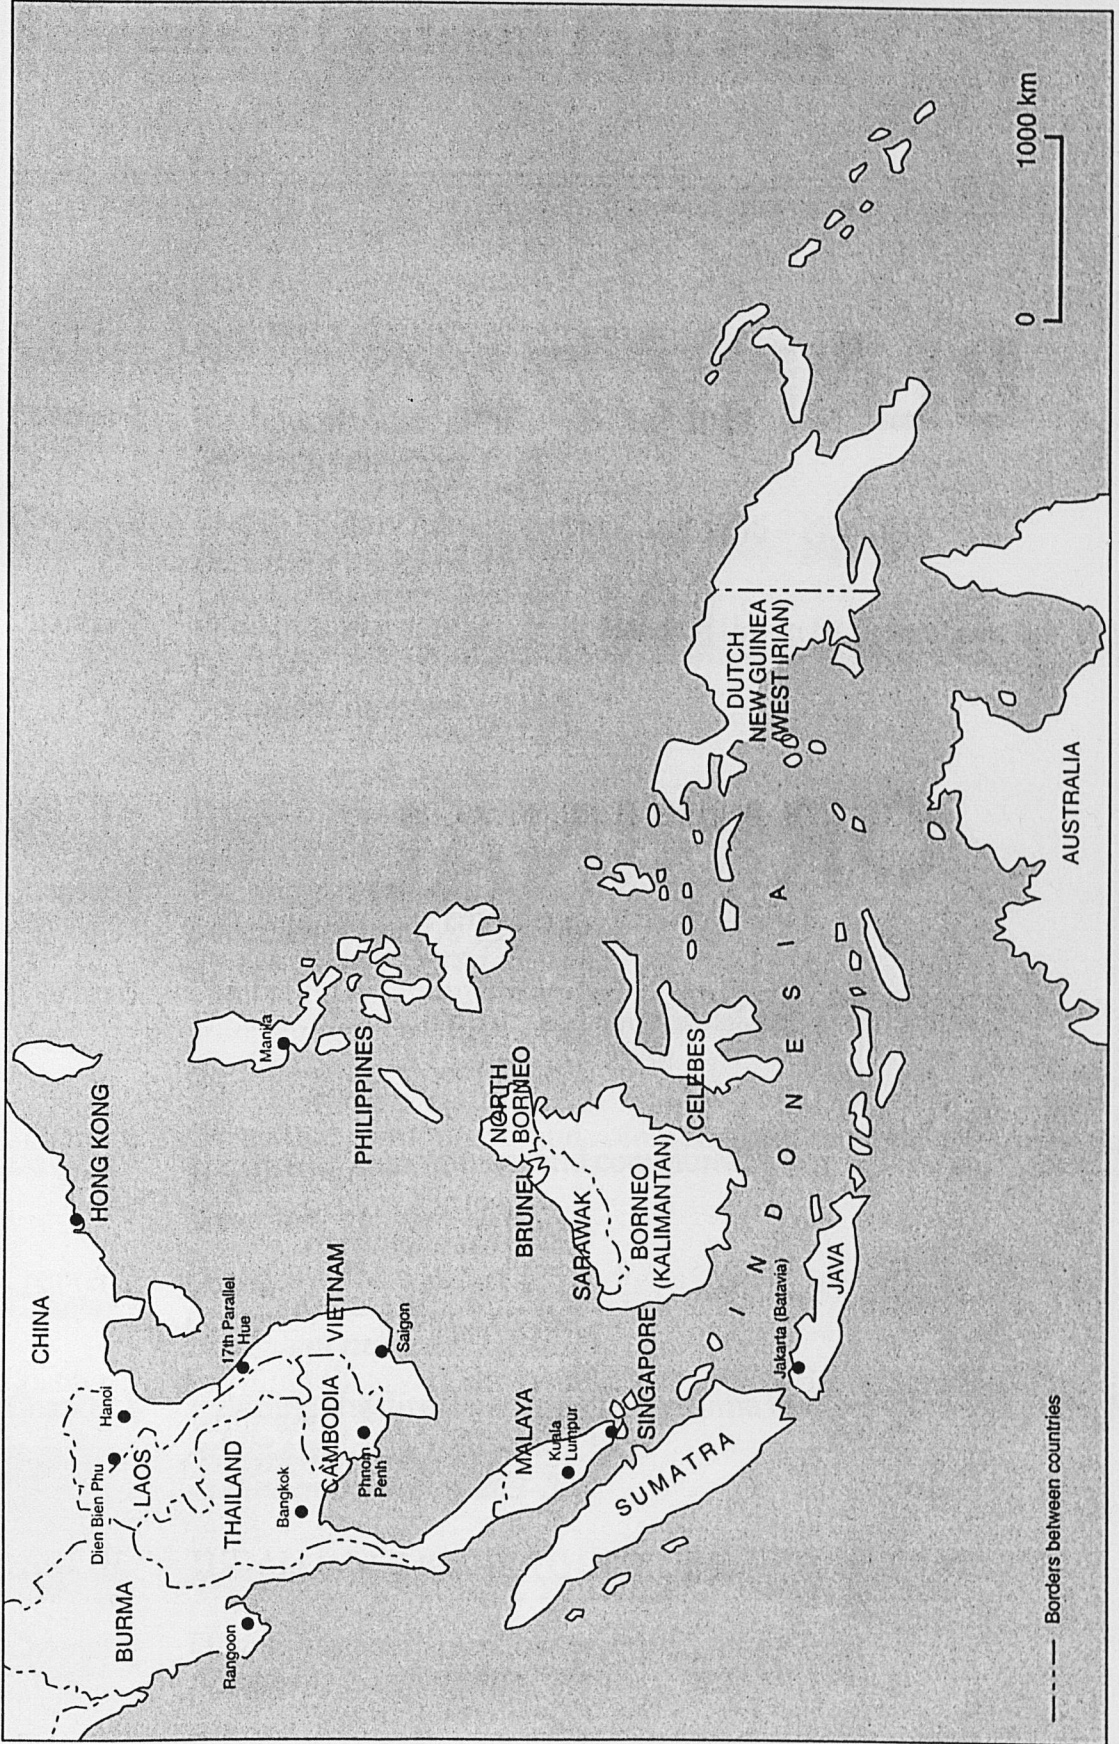 CHINA
HONG KONG
BURMA
Rangoon
Dien Bien Phu
Hanoi
LAOS
17th Parallel
Hue
THAILAND
Bangkok
VIETNAM
CAMBODIA
Phnom
Penh
Saigon
Manila
PHILIPPINES
MALAYA
Kuala
Lumpur
SINGAPORE
SUMATRA
BRUNEI
NORTH
BORNEO
SARAWAK
BORNEO
(KALIMANTAN)
CELEBES
INDONESIA
Jakarta (Batavia)
JAVA
DUTCH
NEW GUINEA
(WEST IRIAN)
AUSTRALIA
Borders between countries
0
1000 km